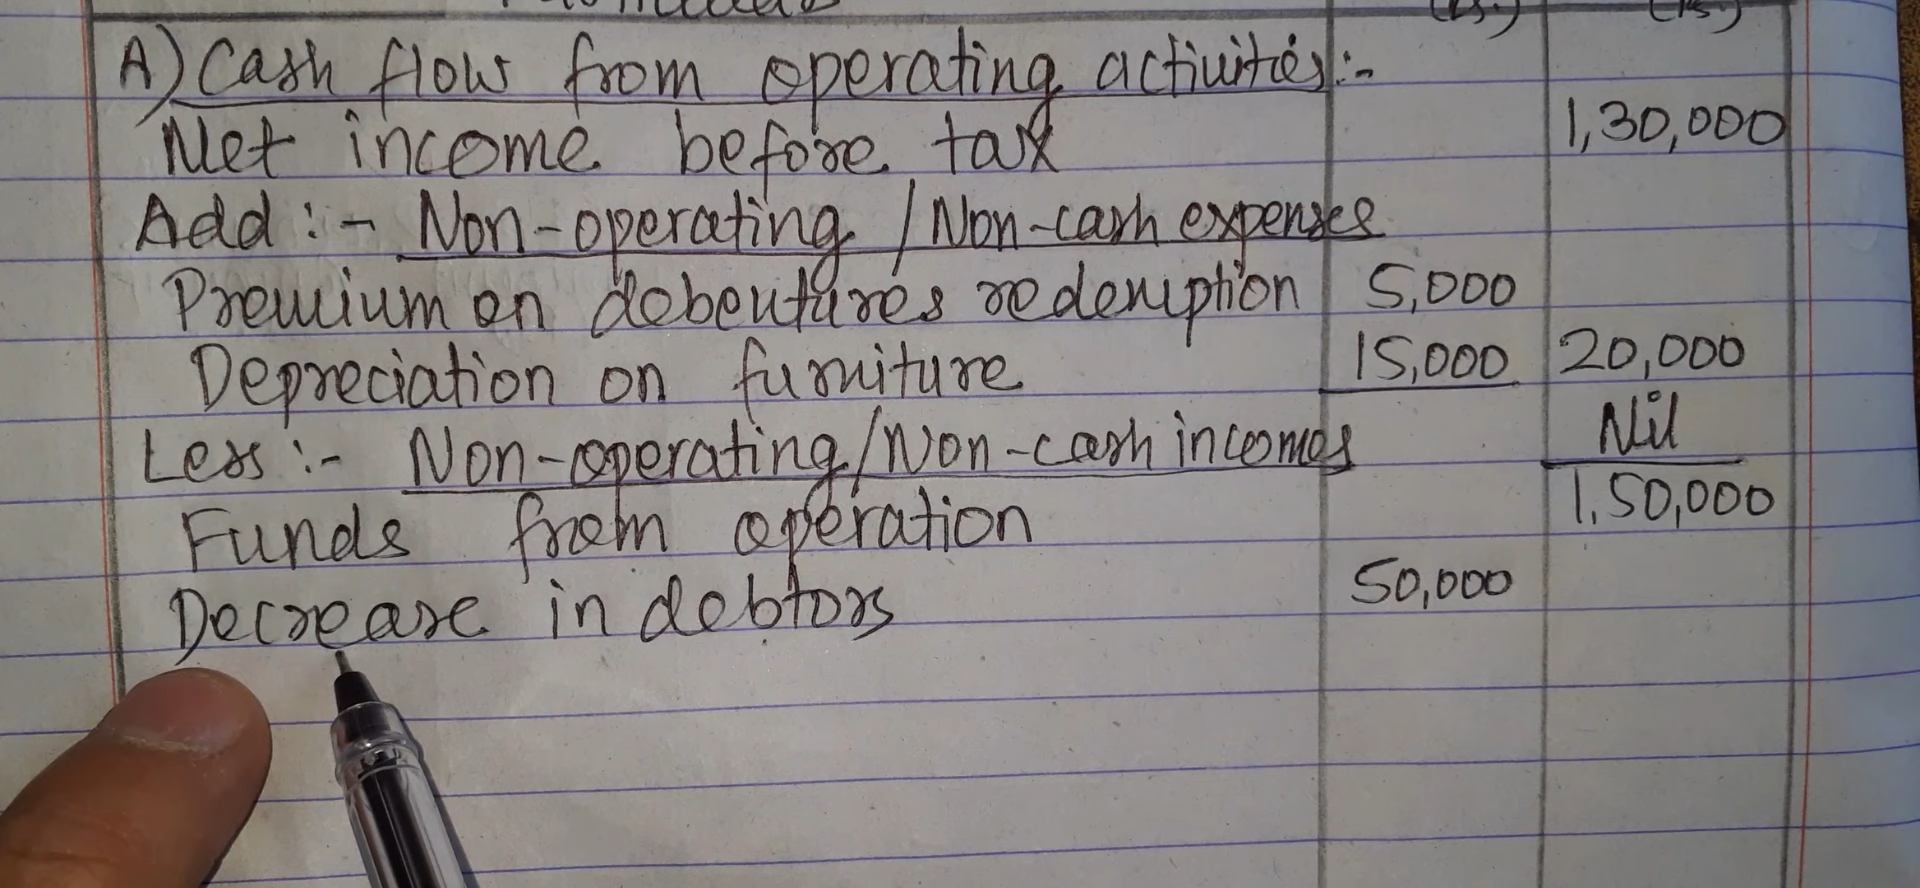 (Rs.) (Rs.)
A) Cash flow from operating activities:-
Net income before tax 1,30,000
Add:- Non-operating/Non-cash expenses
Premium on debentures redemption 5,000
Depreciation on furniture 15,000 20,000
Less:- Non-operating/Non-cash incomes Nil
Funds from operation 1,50,000
Decrease in debtors 50,000